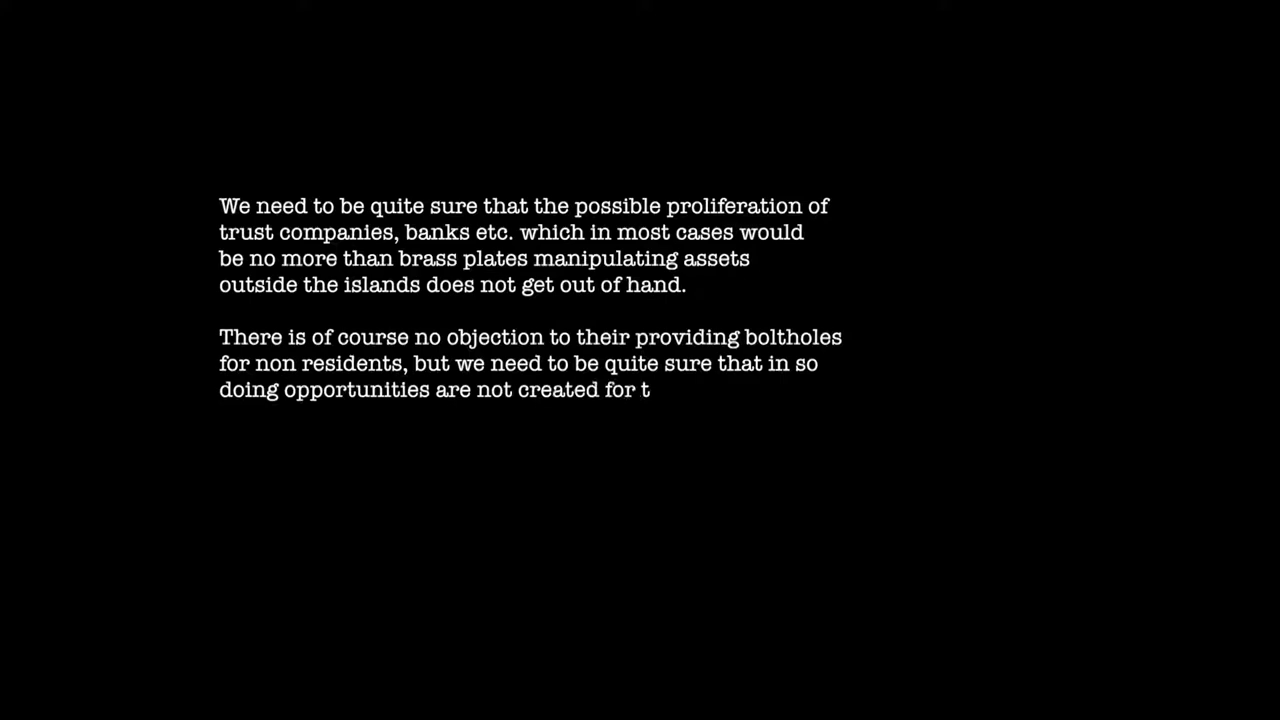 We need to be quite sure that the possible proliferation of
trust companies, banks etc. which in most cases would
be no more than brass plates manipulating assets
outside the islands does not get out of hand.
There is of course no objection to their providing boltholes
for non residents, but we need to be quite sure that in so
doing opportunities are not created for t